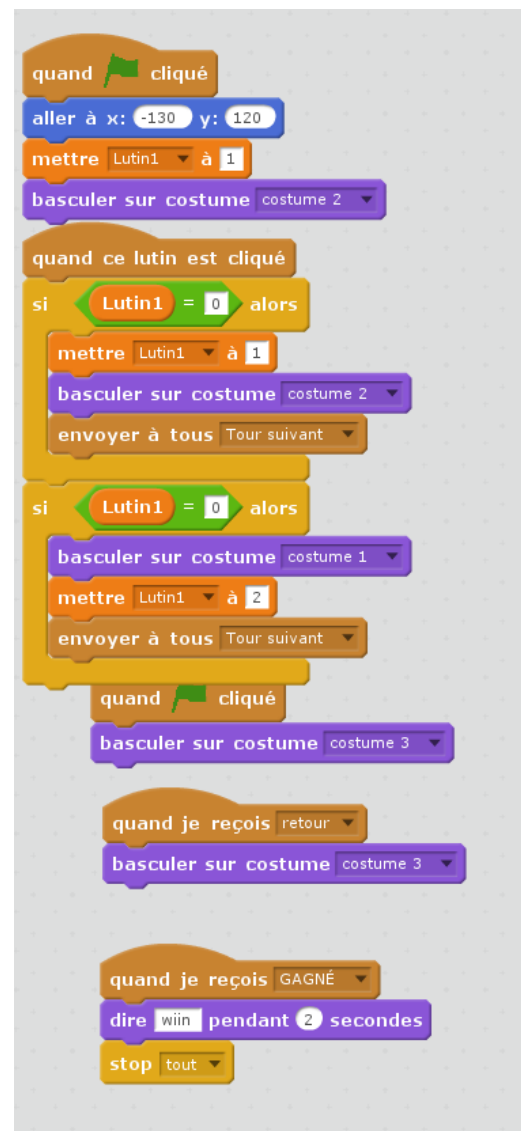 quand cliqué
aller à x: -130 y: 120
mettre Lutin1 à 1
basculer sur costume costume 2
quand ce lutin est cliqué
si Lutin1 = 0 alors
mettre Lutin1 à 1
basculer sur costume costume 2
envoyer à tous Tour suivant
si Lutin1 = 0 alors
basculer sur costume costume 1
mettre Lutin1 à 2
envoyer à tous Tour suivant
quand cliqué
basculer sur costume costume 3
quand je reçois retour
basculer sur costume costume 3
quand je reçois GAGNÉ
dire wiin pendant 2 secondes
stop tout